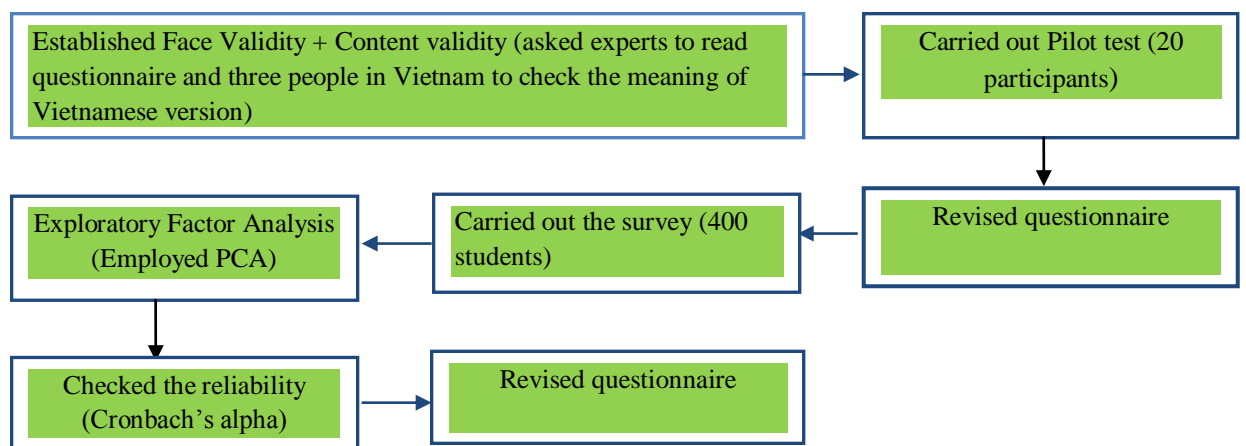 Established Face Validity + Content validity (asked experts to read
questionnaire and three people in Vietnam to check the meaning of
Vietnamese version)
Carried out Pilot test (20
participants)
Revised questionnaire
Carried out the survey (400
students)
Exploratory Factor Analysis
(Employed PCA)
Checked the reliability
(Cronbach’s alpha)
Revised questionnaire